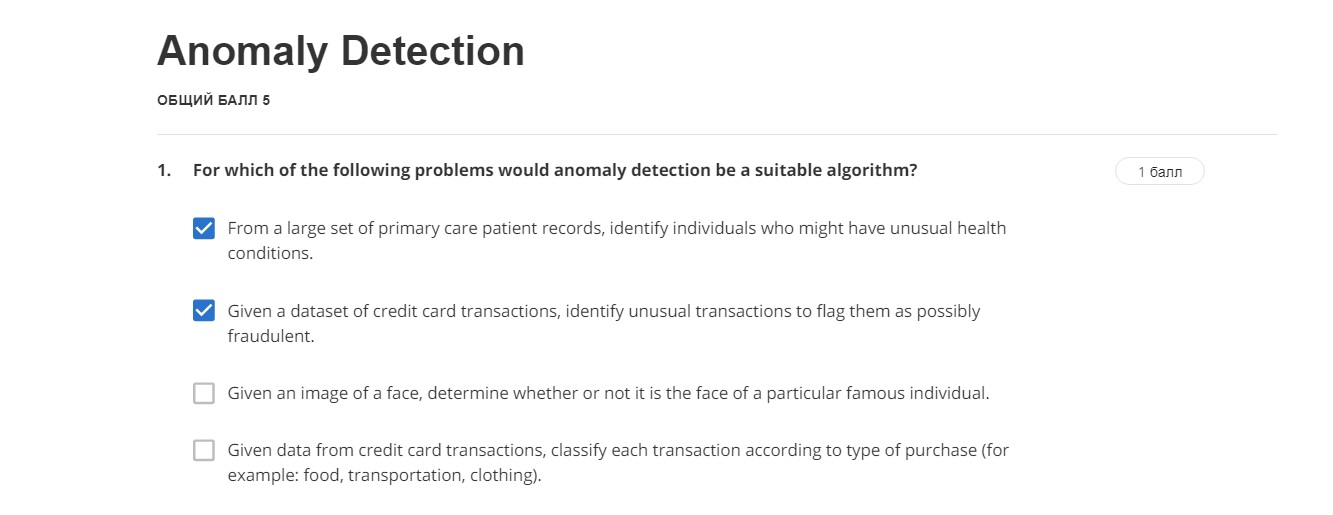 Anomaly Detection
ОБЩИЙ БАЛЛ 5
1. For which of the following problems would anomaly detection be a suitable algorithm?
1 балл
From a large set of primary care patient records, identify individuals who might have unusual health
conditions.
Given a dataset of credit card transactions, identify unusual transactions to flag them as possibly
fraudulent.
Given an image of a face, determine whether or not it is the face of a particular famous individual.
Given data from credit card transactions, classify each transaction according to type of purchase (for
example: food, transportation, clothing).